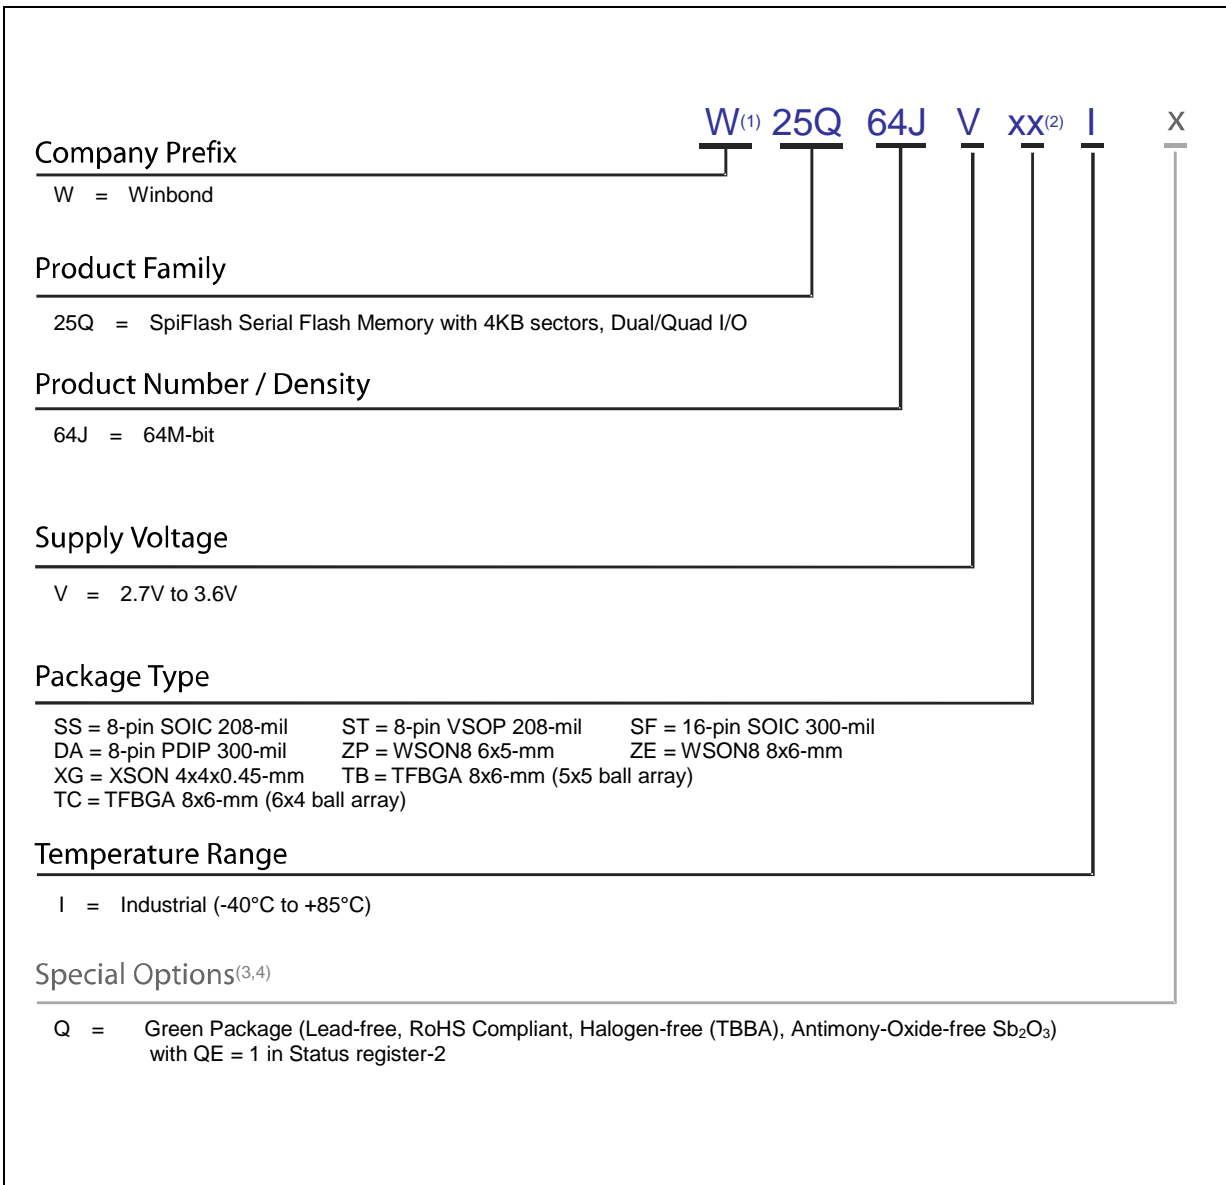 W(1) 25Q 64J V xx(2) I x
Company Prefix
W = Winbond
Product Family
25Q = SpiFlash Serial Flash Memory with 4KB sectors, Dual/Quad I/O
Product Number / Density
64J = 64M-bit
Supply Voltage
V = 2.7V to 3.6V
Package Type
SS = 8-pin SOIC 208-mil ST = 8-pin VSOP 208-mil SF = 16-pin SOIC 300-mil
DA = 8-pin PDIP 300-mil ZP = WSON8 6x5-mm ZE = WSON8 8x6-mm
XG = XSON 4x4x0.45-mm TB = TFBGA 8x6-mm (5x5 ball array)
TC = TFBGA 8x6-mm (6x4 ball array)
Temperature Range
I = Industrial (-40°C to +85°C)
Special Options(3,4)
Q = Green Package (Lead-free, RoHS Compliant, Halogen-free (TBBA), Antimony-Oxide-free Sb₂O₃)
with QE = 1 in Status register-2